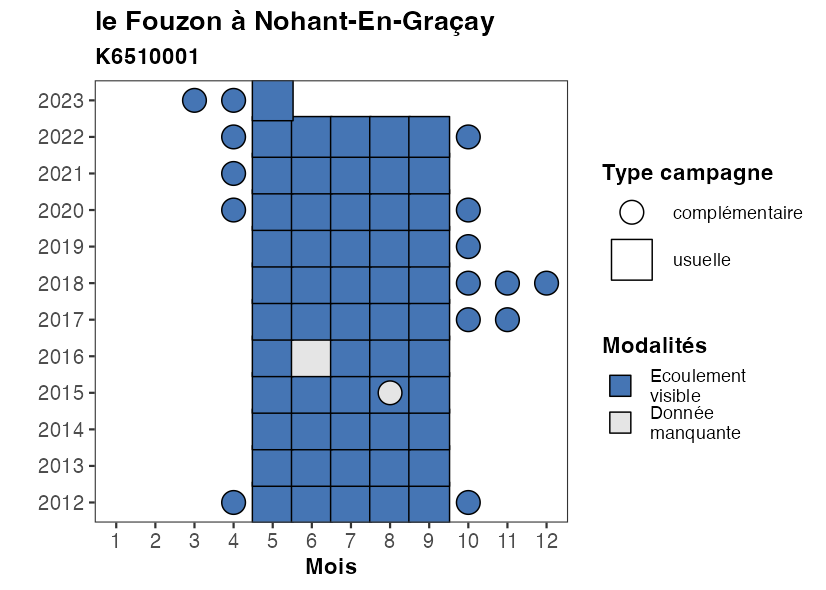 le Fouzon à Nohant-En-Graçay
K6510001
2023
2022
2021
2020
2019
2018
2017
2016
2015
2014
2013
2012
1 2 3 4 5 6 7 8 9 10 11 12
Mois
Type campagne
complémentaire
usuelle
Modalités
Ecoulement
visible
Donnée
manquante